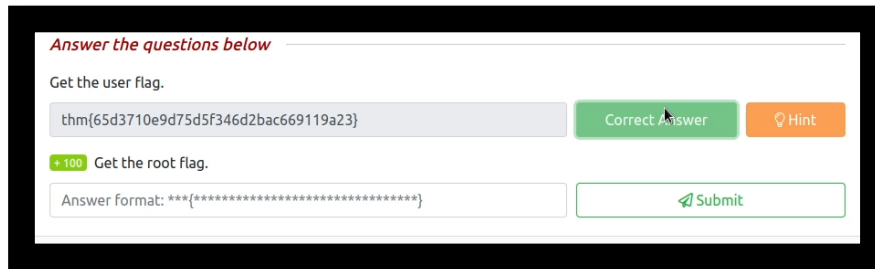 Answer the questions below
Get the user flag.
thm{65d3710e9d75d5f346d2bac669119a23}
Correct Answer
Hint
+ 100 Get the root flag.
Answer format: ***{********************************}
Submit